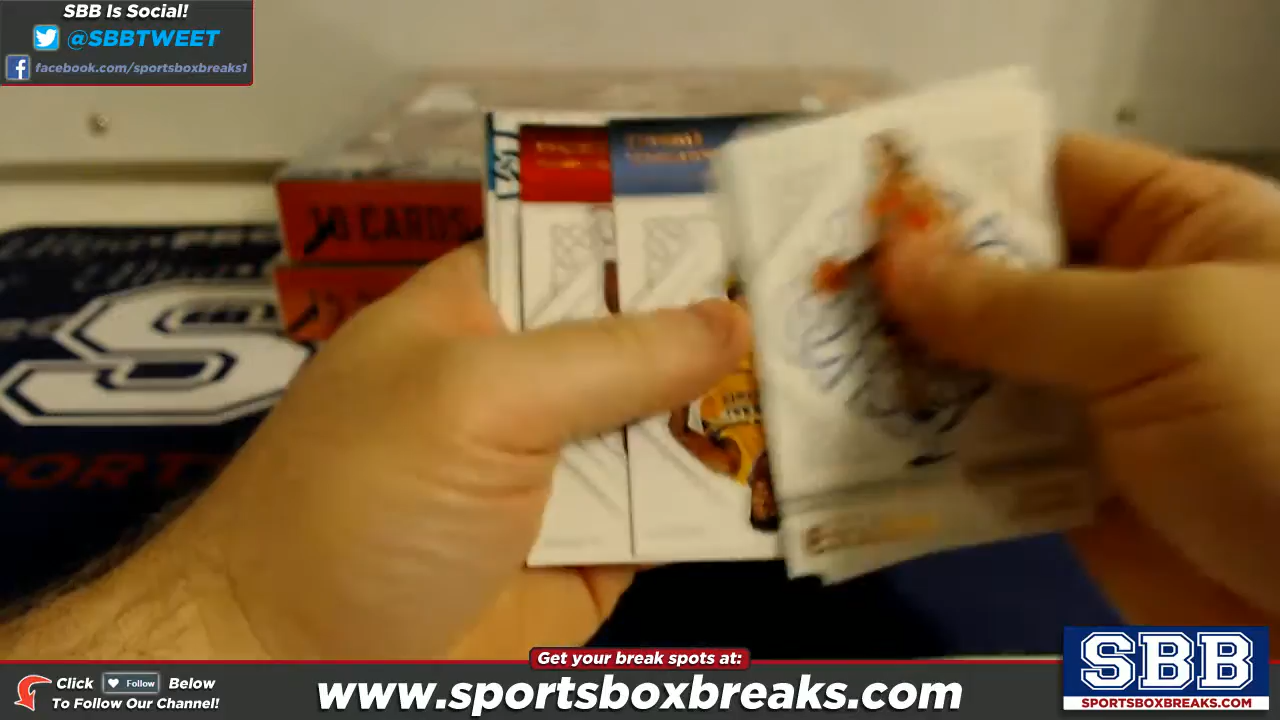 SBB Is Social!
@SBBTWEET
facebook.com/sportsboxbreaks1
10 CARDS
Get your break spots at:
www.sportsboxbreaks.com
Click Follow Below
To Follow Our Channel!
SBB
SPORTSBOXBREAKS.COM